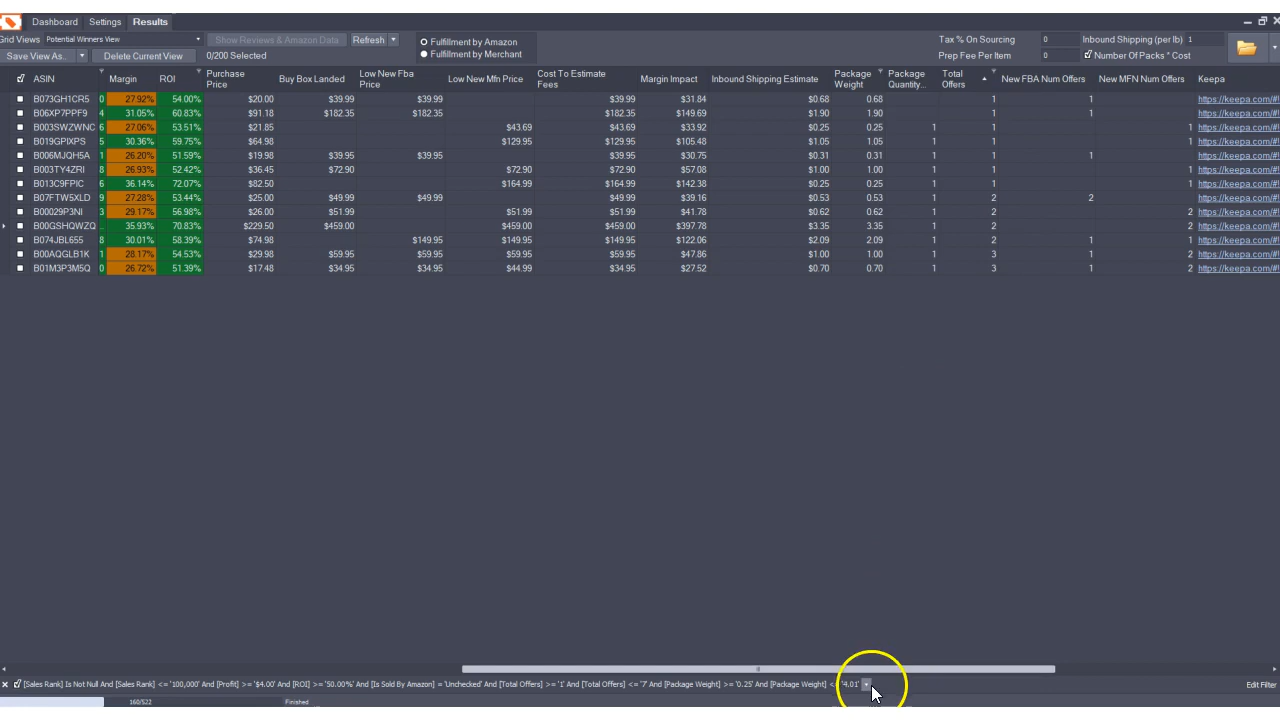 Dashboard Settings Results
Grid Views Potential Winners View Show Reviews & Amazon Data Refresh Fulfillment by Amazon Tax % On Sourcing 0 Inbound Shipping (per lb) 1
Save View As.. Delete Current View 0/200 Selected Fulfillment by Merchant Prep Fee Per Item 0 Number Of Packs * Cost
ASIN Margin ROI Purchase Price Buy Box Landed Low New Fba Price Low New Mfn Price Cost To Estimate Fees Margin Impact Inbound Shipping Estimate Package Weight Package Quantity... Total Offers New FBA Num Offers New MFN Num Offers Keepa
B073GH1CR5 0 27.92% 54.00% $20.00 $39.99 $39.99 $39.99 $31.84 $0.68 0.68 1 1 https://keepa.com/#!
B06XP7PPF9 4 31.05% 60.83% $91.18 $182.35 $182.35 $182.35 $149.69 $1.90 1.90 1 1 https://keepa.com/#!
B003SWZWNC 6 27.06% 53.51% $21.85 $43.69 $43.69 $33.92 $0.25 0.25 1 1 1 https://keepa.com/#!
B019GPIXPS 5 30.36% 59.75% $64.98 $129.95 $129.95 $105.48 $1.05 1.05 1 1 1 https://keepa.com/#!
B006MJQH5A 1 26.20% 51.59% $19.98 $39.95 $39.95 $39.95 $30.75 $0.31 0.31 1 1 https://keepa.com/#!
B003TY4ZRI 8 26.93% 52.42% $36.45 $72.90 $72.90 $72.90 $57.08 $1.00 1.00 1 1 1 https://keepa.com/#!
B013C9FPIC 6 36.14% 72.07% $82.50 $164.99 $164.99 $142.38 $0.25 0.25 1 1 1 https://keepa.com/#!
B07FTW5XLD 9 27.28% 53.44% $25.00 $49.99 $49.99 $49.99 $39.16 $0.53 0.53 1 2 2 https://keepa.com/#!
B00029P3NI 3 29.17% 56.98% $26.00 $51.99 $51.99 $51.99 $41.78 $0.62 0.62 1 2 2 https://keepa.com/#!
B00GSHQWZQ ... 35.93% 70.83% $229.50 $459.00 $459.00 $459.00 $397.78 $3.35 3.35 1 2 2 https://keepa.com/#!
B074JBL655 8 30.01% 58.39% $74.98 $149.95 $149.95 $149.95 $122.06 $2.09 2.09 1 2 1 1 https://keepa.com/#!
B00AQGLB1K 1 28.17% 54.53% $29.98 $59.95 $59.95 $59.95 $59.95 $47.86 $1.00 1.00 1 3 1 2 https://keepa.com/#!
B01M3P3M5Q 0 26.72% 51.39% $17.48 $34.95 $34.95 $44.99 $34.95 $27.52 $0.70 0.70 1 3 1 2 https://keepa.com/#!
[Sales Rank] Is Not Null And [Sales Rank] <= '100,000' And [Profit] >= '$4.00' And [ROI] >= '50.00%' And [Is Sold By Amazon] = 'Unchecked' And [Total Offers] >= '1' And [Total Offers] <= '7' And [Package Weight] >= '0.25' And [Package Weight] <= '4.01' Edit Filter
160/522 Finished